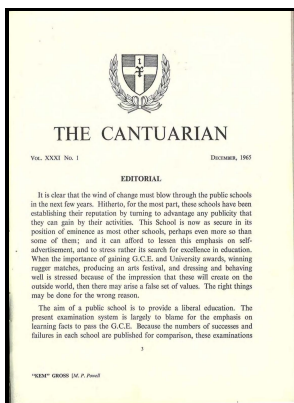 THE CANTUARIAN
VOL. XXXI No. 1 DECEMBER, 1965
EDITORIAL
It is clear that the wind of change must blow through the public schools
in the next few years. Hitherto, for the most part, these schools have been
establishing their reputation by turning to advantage any publicity that
they can gain by their activities. This School is now as secure in its
position of eminence as most other schools, perhaps even more so than
some of them; and it can afford to lessen this emphasis on self-
advertisement, and to stress rather its search for excellence in education.
When the importance of gaining G.C.E. and University awards, winning
rugger matches, producing an arts festival, and dressing and behaving
well is stressed because of the impression that these will create on the
outside world, then there may arise a false set of values. The right things
may be done for the wrong reason.
The aim of a public school is to provide a liberal education. The
present examination system is largely to blame for the emphasis on
learning facts to pass the G.C.E. Because the numbers of successes and
failures in each school are published for comparison, these examinations
"KEM" GROSS [M. P. Powell